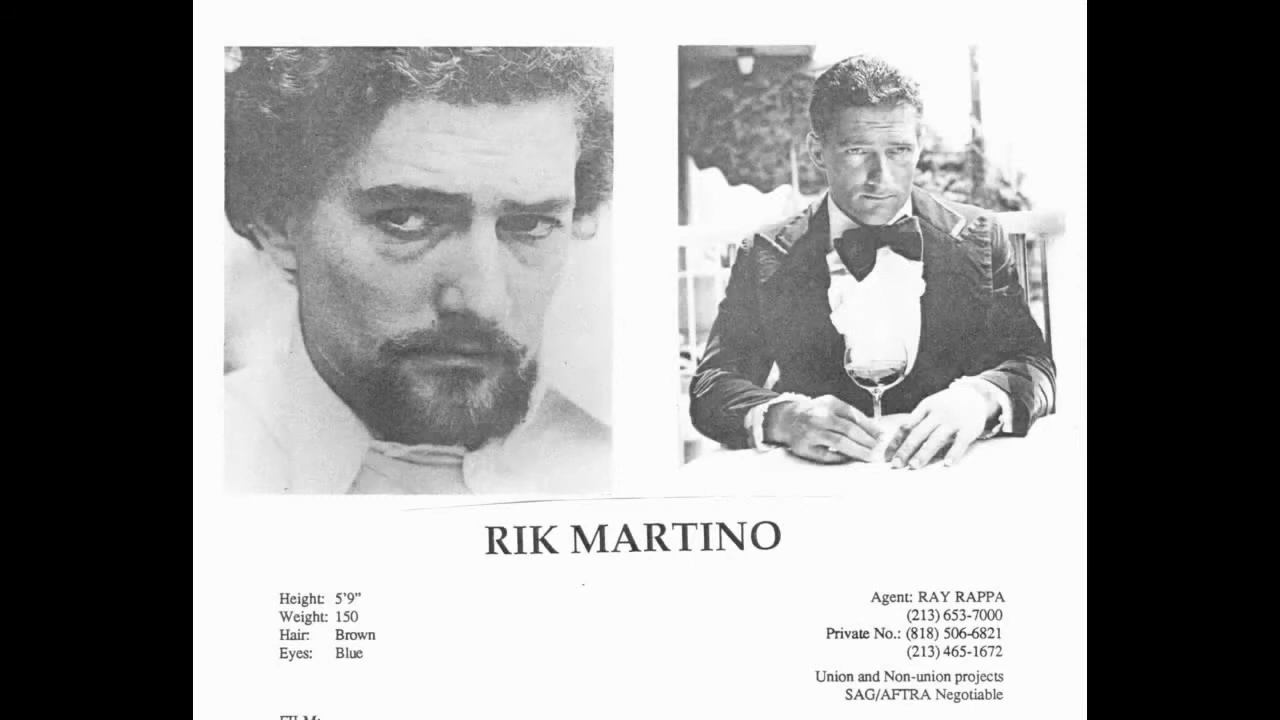 RIK MARTINO
Height: 5'9"
Weight: 150
Hair: Brown
Eyes: Blue
Agent: RAY RAPPA
(213) 653-7000
Private No.: (818) 506-6821
(213) 465-1672
Union and Non-union projects
SAG/AFTRA Negotiable
FILM: